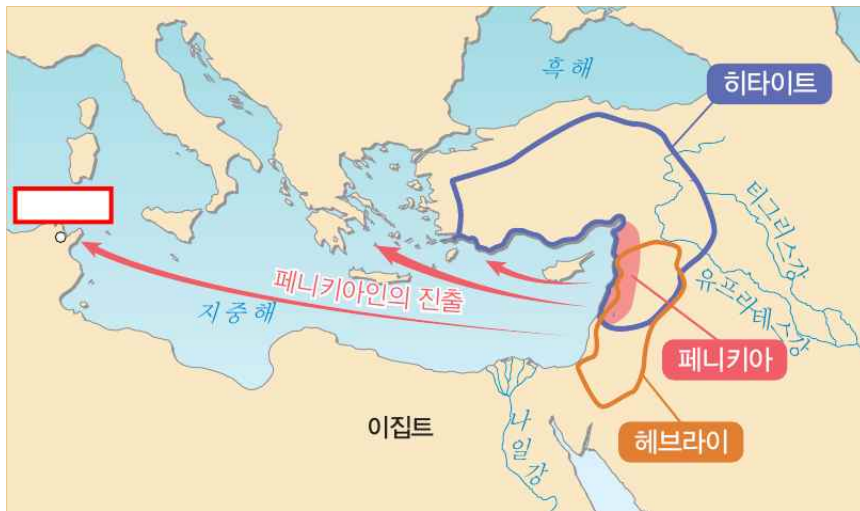 흑해
히타이트
티그리스강
유프라테스강
페니키아인의 진출
지중해
페니키아
이집트
나일강
헤브라이